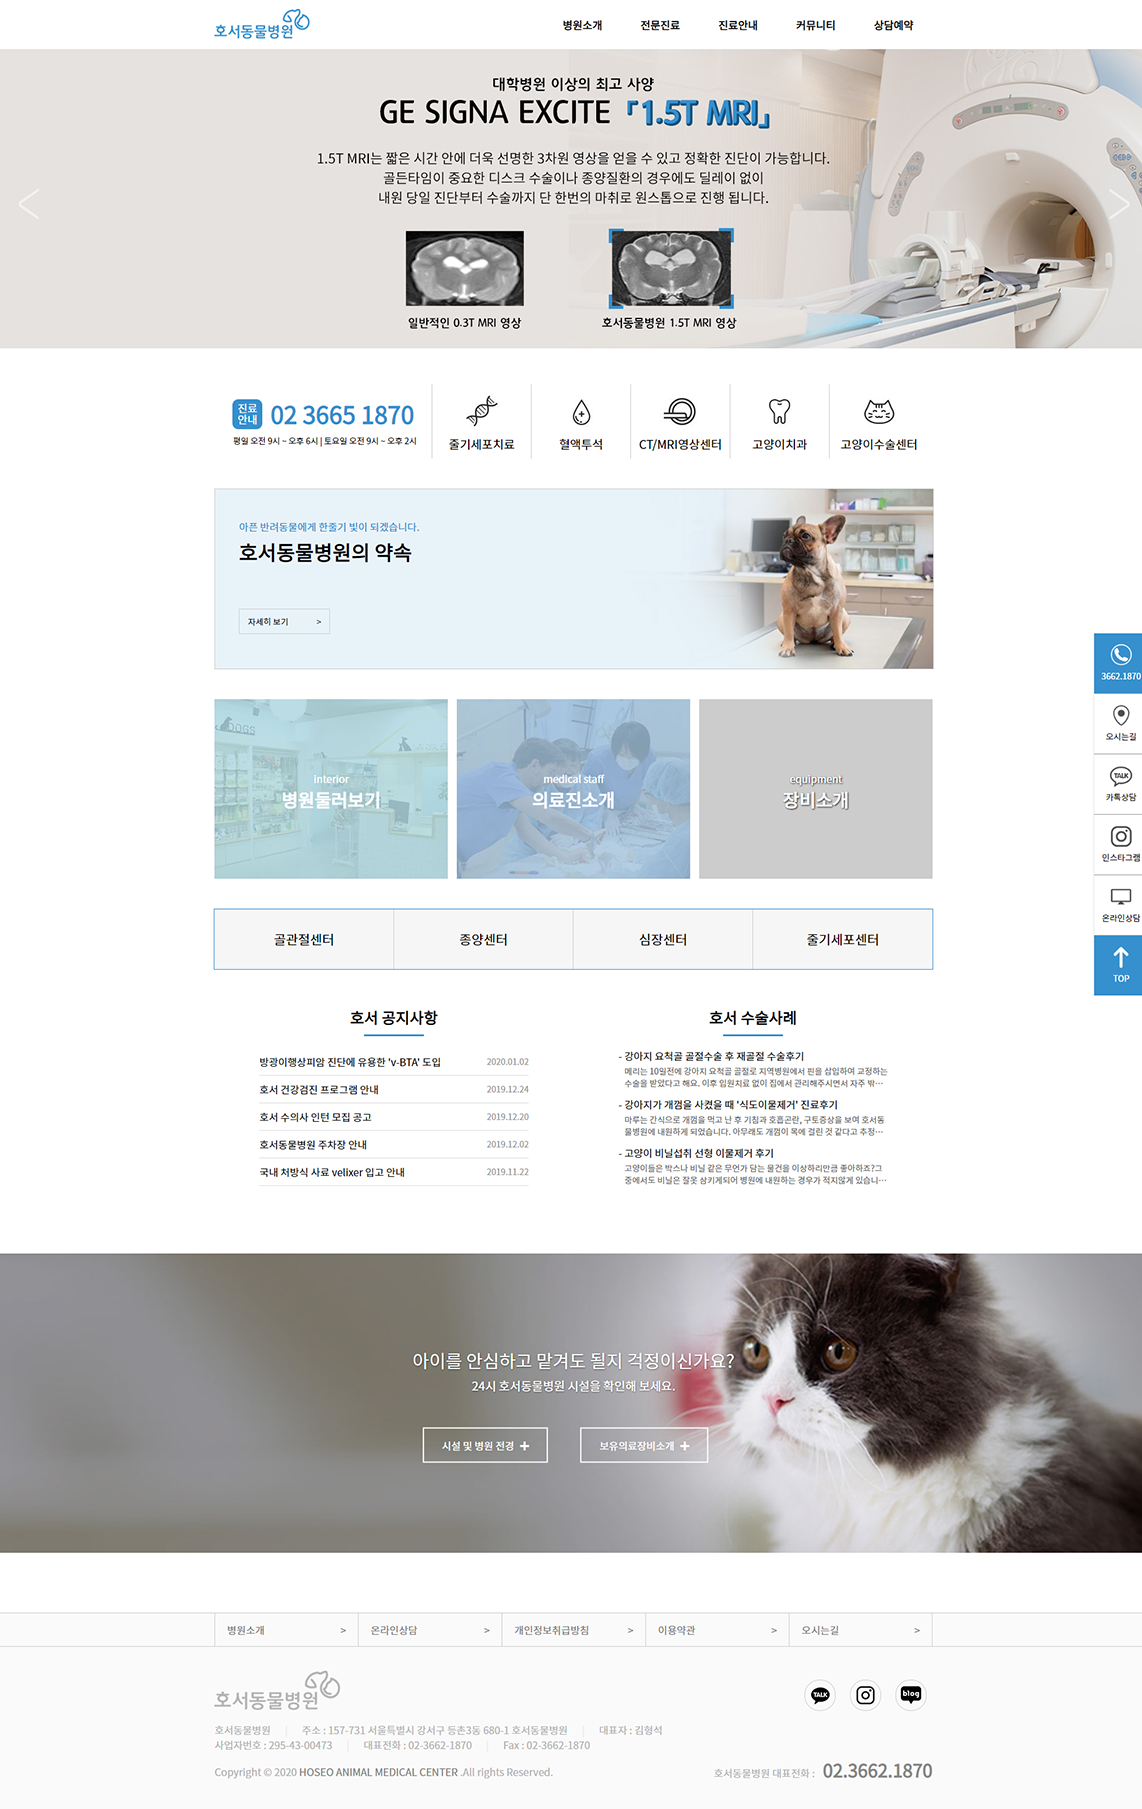 호서동물병원
병원소개 전문진료 진료안내 커뮤니티 상담예약
대학병원 이상의 최고 사양
GE SIGNA EXCITE 「1.5T MRI」
1.5T MRI는 짧은 시간 안에 더욱 선명한 3차원 영상을 얻을 수 있고 정확한 진단이 가능합니다.
골든타임이 중요한 디스크 수술이나 종양질환의 경우에도 딜레이 없이
내원 당일 진단부터 수술까지 단 한번의 마취로 원스톱으로 진행 됩니다.
일반적인 0.3T MRI 영상
호서동물병원 1.5T MRI 영상
진료
안내
02 3665 1870
평일 오전 9시 ~ 오후 6시 | 토요일 오전 9시 ~ 오후 2시
줄기세포치료
혈액투석
CT/MRI영상센터
고양이치과
고양이수술센터
아픈 반려동물에게 한줄기 빛이 되겠습니다.
호서동물병원의 약속
자세히 보기 >
interior
병원둘러보기
medical staff
의료진소개
equipment
장비소개
3662.1870
오시는길
TALK
카톡상담
인스타그램
온라인상담
TOP
골관절센터
종양센터
심장센터
줄기세포센터
호서 공지사항
방광이행상피암 진단에 유용한 'v-BTA' 도입 2020.01.02
호서 건강검진 프로그램 안내 2019.12.24
호서 수의사 인턴 모집 공고 2019.12.20
호서동물병원 주차장 안내 2019.12.02
국내 처방식 사료 velixer 입고 안내 2019.11.22
호서 수술사례
- 강아지 요척골 골절수술 후 재골절 수술후기
메리는 10일전에 강아지 요척골 골절로 지역병원에서 핀을 삽입하여 교정하는
수술을 받았다고 해요. 이후 입원치료 없이 집에서 관리해주시면서 자주 밖…
- 강아지가 개껌을 사켰을 때 '식도이물제거' 진료후기
마루는 간식으로 개껌을 먹고 난 후 기침과 호흡곤란, 구토증상을 보여 호서동
물병원에 내원하게 되었습니다. 아무래도 개껌이 목에 걸린 것 같다고 추정…
- 고양이 비닐섭취 선형 이물제거 후기
고양이들은 박스나 비닐 같은 무언가 담는 물건을 이상하리만큼 좋아하죠?그
중에서도 비닐은 잘못 삼키게되어 병원에 내원하는 경우가 적지않게 있습니…
아이를 안심하고 맡겨도 될지 걱정이신가요?
24시 호서동물병원 시설을 확인해 보세요.
시설 및 병원 전경 +
보유의료장비소개 +
병원소개 >
온라인상담 >
개인정보취급방침 >
이용약관 >
오시는길 >
호서동물병원
TALK
blog
호서동물병원 | 주소 : 157-731 서울특별시 강서구 등촌3동 680-1 호서동물병원 | 대표자 : 김형석
사업자번호 : 295-43-00473 | 대표전화 : 02-3662-1870 | Fax : 02-3662-1870
Copyright © 2020 HOSEO ANIMAL MEDICAL CENTER .All rights Reserved.
호서동물병원 대표전화 : 02.3662.1870